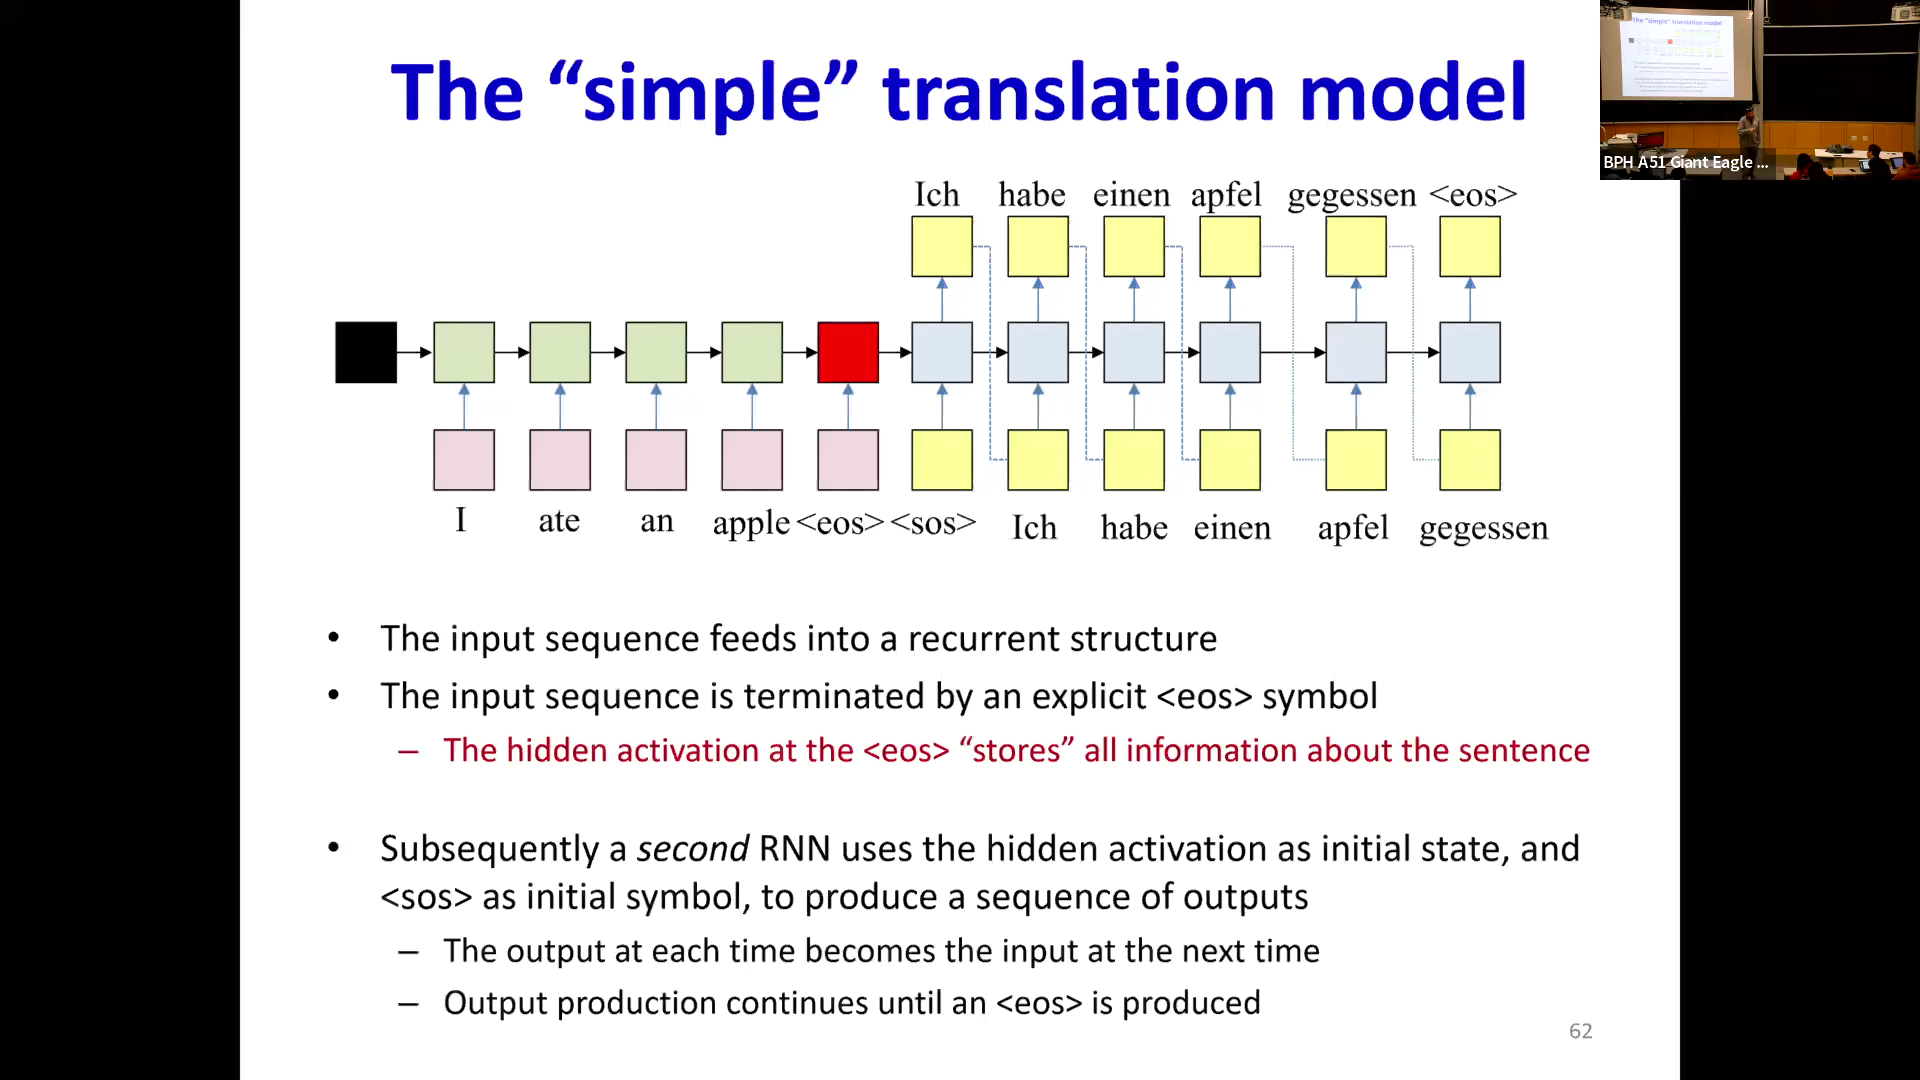 The “simple” translation model
BPH A51 Giant Eagle ...
Ich habe einen apfel gegessen <eos>
I ate an apple <eos> <sos> Ich habe einen apfel gegessen
• The input sequence feeds into a recurrent structure
• The input sequence is terminated by an explicit <eos> symbol
– The hidden activation at the <eos> “stores” all information about the sentence
• Subsequently a second RNN uses the hidden activation as initial state, and
<sos> as initial symbol, to produce a sequence of outputs
– The output at each time becomes the input at the next time
– Output production continues until an <eos> is produced
62